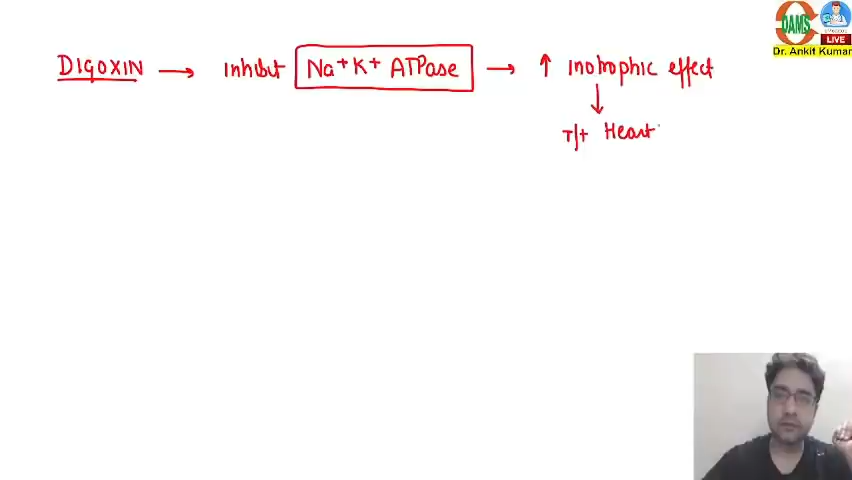 DAMS
LIVE
Dr. Ankit Kumar
DIGOXIN → inhibit Na+K+ ATPase → ↑ inotrophic effect
↓
T/t Heart